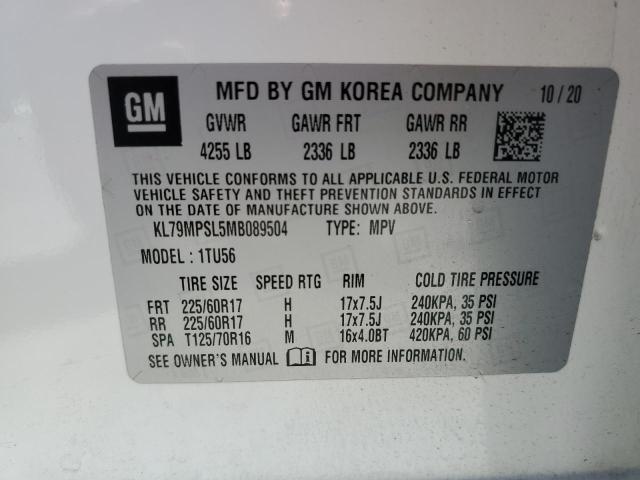 GM MFD BY GM KOREA COMPANY 10/20
GVWR GAWR FRT GAWR RR
4255 LB 2336 LB 2336 LB
THIS VEHICLE CONFORMS TO ALL APPLICABLE U.S. FEDERAL MOTOR
VEHICLE SAFETY AND THEFT PREVENTION STANDARDS IN EFFECT
ON THE DATE OF MANUFACTURE SHOWN ABOVE.
KL79MPSL5MB089504 TYPE: MPV
MODEL: 1TU56
TIRE SIZE SPEED RTG RIM COLD TIRE PRESSURE
FRT 225/60R17 H 17x7.5J 240KPA, 35 PSI
RR 225/60R17 H 17x7.5J 240KPA, 35 PSI
SPA T125/70R16 M 16x4.0BT 420KPA, 60 PSI
SEE OWNER'S MANUAL FOR MORE INFORMATION.